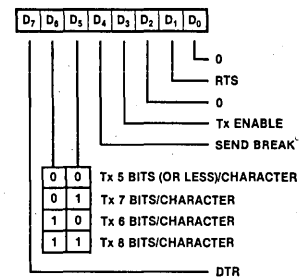 D7 D6 D5 D4 D3 D2 D1 D0
0
RTS
0
Tx ENABLE
SEND BREAK
0 0 Tx 5 BITS (OR LESS)/CHARACTER
0 1 Tx 7 BITS/CHARACTER
1 0 Tx 6 BITS/CHARACTER
1 1 Tx 8 BITS/CHARACTER
DTR